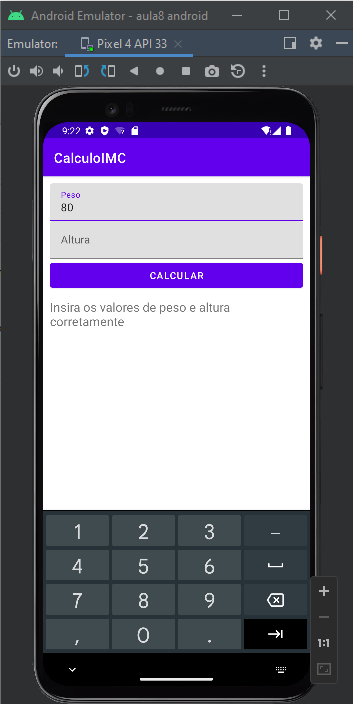 Android Emulator - aula8 android
Emulator: Pixel 4 API 33
9:22
CalculoIMC
Peso
80
Altura
CALCULAR
Insira os valores de peso e altura
corretamente
1 2 3 –
4 5 6
7 8 9
, 0 .
1:1